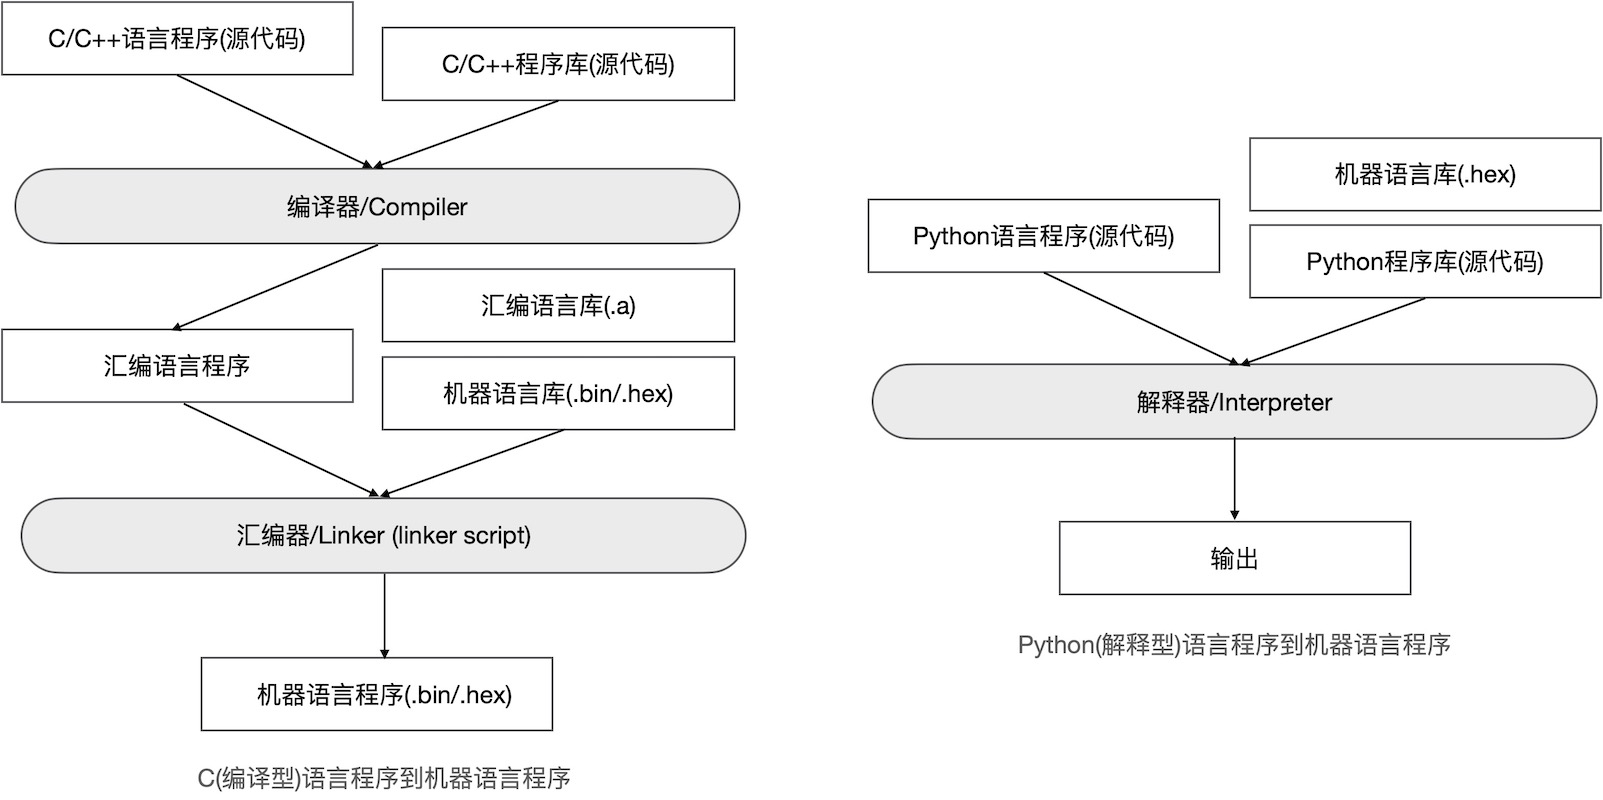 C/C++语言程序(源代码)
C/C++程序库(源代码)
编译器/Compiler
汇编语言库(.a)
汇编语言程序
机器语言库(.bin/.hex)
汇编器/Linker (linker script)
机器语言程序(.bin/.hex)
C(编译型)语言程序到机器语言程序
机器语言库(.hex)
Python语言程序(源代码)
Python程序库(源代码)
解释器/Interpreter
输出
Python(解释型)语言程序到机器语言程序